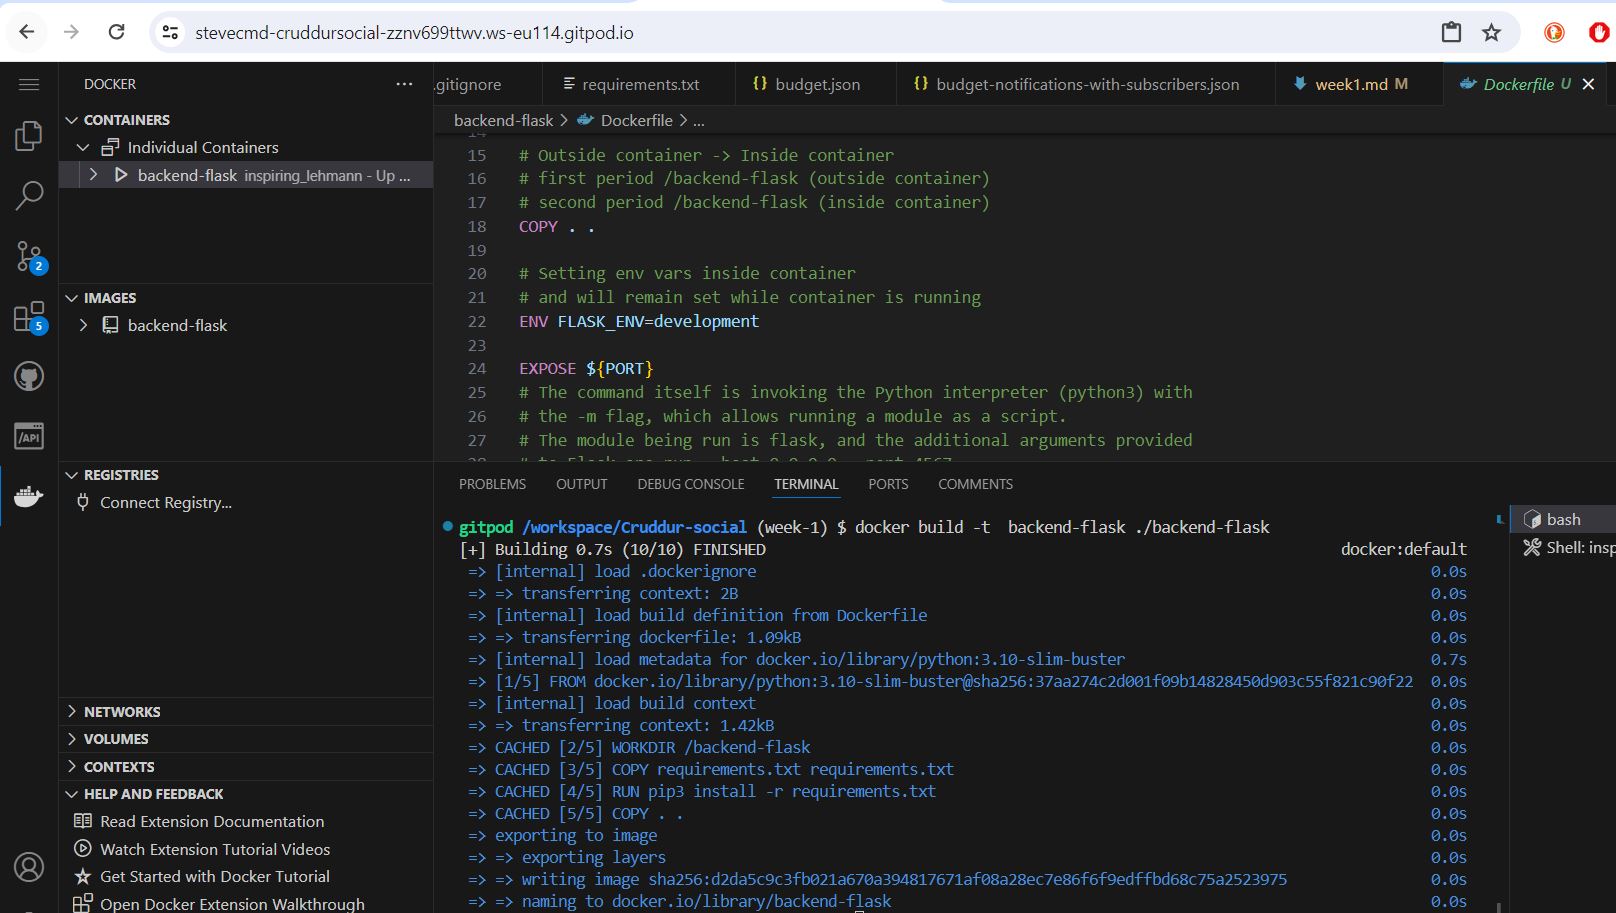 stevecmd-cruddursocial-zznv699ttwv.ws-eu114.gitpod.io
DOCKER
.gitignore
requirements.txt
{} budget.json
{} budget-notifications-with-subscribers.json
week1.md M
Dockerfile U
backend-flask > Dockerfile > ...
CONTAINERS
Individual Containers
backend-flask inspiring_lehmann - Up ...
IMAGES
backend-flask
REGISTRIES
Connect Registry...
NETWORKS
VOLUMES
CONTEXTS
HELP AND FEEDBACK
Read Extension Documentation
Watch Extension Tutorial Videos
Get Started with Docker Tutorial
Open Docker Extension Walkthrough
2
5
/API
14
15 # Outside container -> Inside container
16 # first period /backend-flask (outside container)
17 # second period /backend-flask (inside container)
18 COPY . .
19
20 # Setting env vars inside container
21 # and will remain set while container is running
22 ENV FLASK_ENV=development
23
24 EXPOSE ${PORT}
25 # The command itself is invoking the Python interpreter (python3) with
26 # the -m flag, which allows running a module as a script.
27 # The module being run is flask, and the additional arguments provided
PROBLEMS OUTPUT DEBUG CONSOLE TERMINAL PORTS COMMENTS
gitpod /workspace/Cruddur-social (week-1) $ docker build -t  backend-flask ./backend-flask
[+] Building 0.7s (10/10) FINISHED docker:default
=> [internal] load .dockerignore 0.0s
=> => transferring context: 2B 0.0s
=> [internal] load build definition from Dockerfile 0.0s
=> => transferring dockerfile: 1.09kB 0.0s
=> [internal] load metadata for docker.io/library/python:3.10-slim-buster 0.7s
=> [1/5] FROM docker.io/library/python:3.10-slim-buster@sha256:37aa274c2d001f09b14828450d903c55f821c90f22 0.0s
=> [internal] load build context 0.0s
=> => transferring context: 1.42kB 0.0s
=> CACHED [2/5] WORKDIR /backend-flask 0.0s
=> CACHED [3/5] COPY requirements.txt requirements.txt 0.0s
=> CACHED [4/5] RUN pip3 install -r requirements.txt 0.0s
=> CACHED [5/5] COPY . . 0.0s
=> exporting to image 0.0s
=> => exporting layers 0.0s
=> => writing image sha256:d2da5c9c3fb021a670a394817671af08a28ec7e86f6f9edffbd68c75a2523975 0.0s
=> => naming to docker.io/library/backend-flask 0.0s
bash
Shell: insp